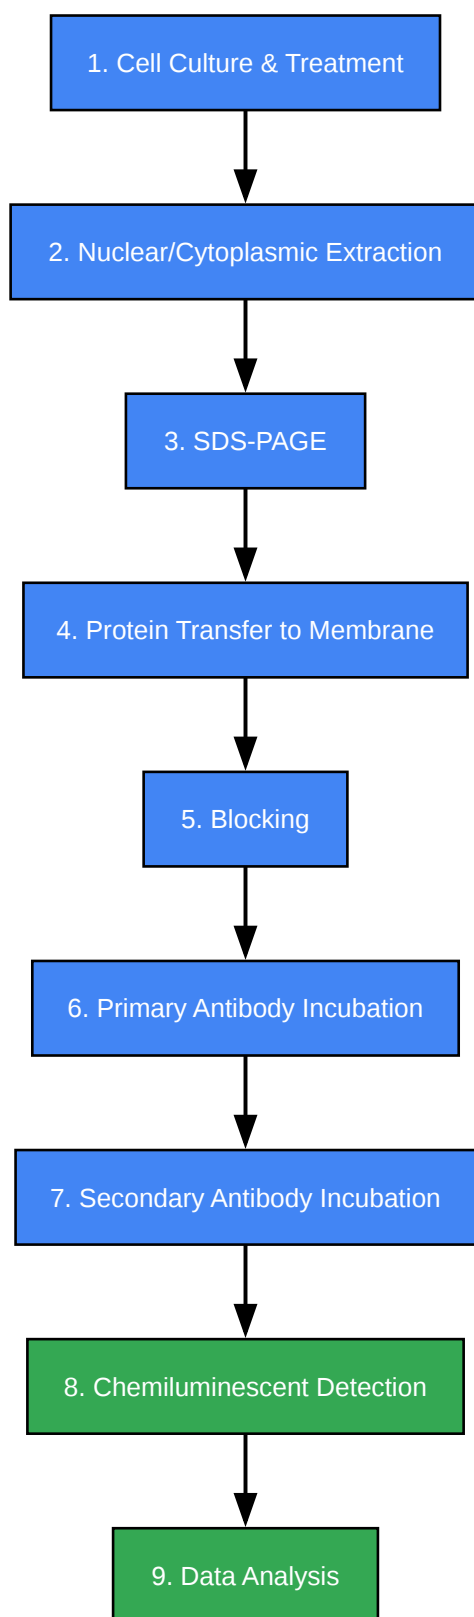 1. Cell Culture & Treatment
2. Nuclear/Cytoplasmic Extraction
3. SDS-PAGE
4. Protein Transfer to Membrane
5. Blocking
6. Primary Antibody Incubation
7. Secondary Antibody Incubation
8. Chemiluminescent Detection
9. Data Analysis